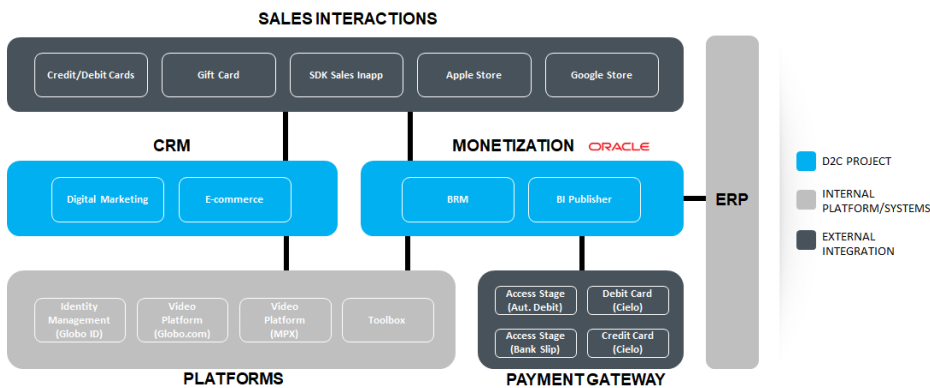 SALES INTERACTIONS
Credit/Debit Cards
Gift Card
SDK Sales Inapp
Apple Store
Google Store
CRM
MONETIZATION ORACLE
Digital Marketing
E-commerce
BRM
BI Publisher
ERP
D2C PROJECT
INTERNAL
PLATFORM/SYSTEMS
EXTERNAL
INTEGRATION
Identity
Management
(Globo ID)
Video
Platform
(Globo.com)
Video
Platform
(MPX)
Toolbox
Access Stage
(Aut. Debit)
Debit Card
(Cielo)
Access Stage
(Bank Slip)
Credit Card
(Cielo)
PLATFORMS
PAYMENT GATEWAY